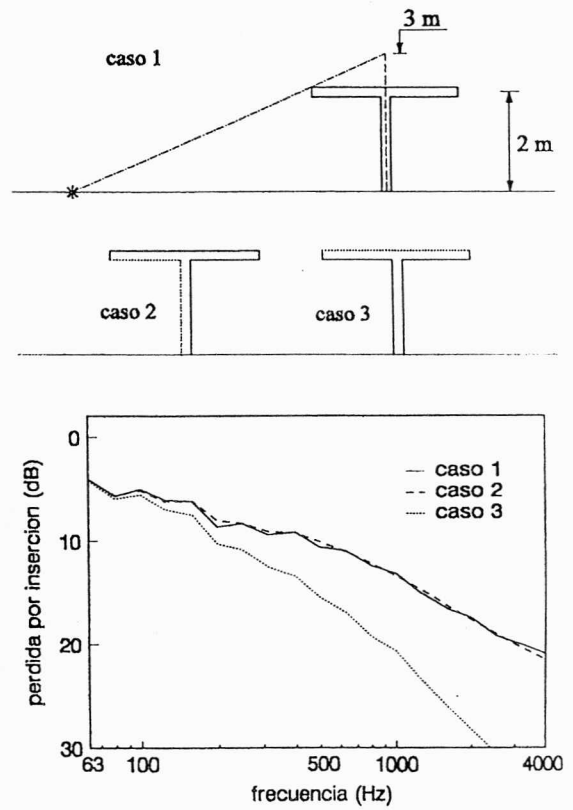 3 m
caso 1
2 m
caso 2
caso 3
0
10
20
30
perdida por insercion (dB)
caso 1
caso 2
caso 3
63 100 500 1000 4000
frecuencia (Hz)